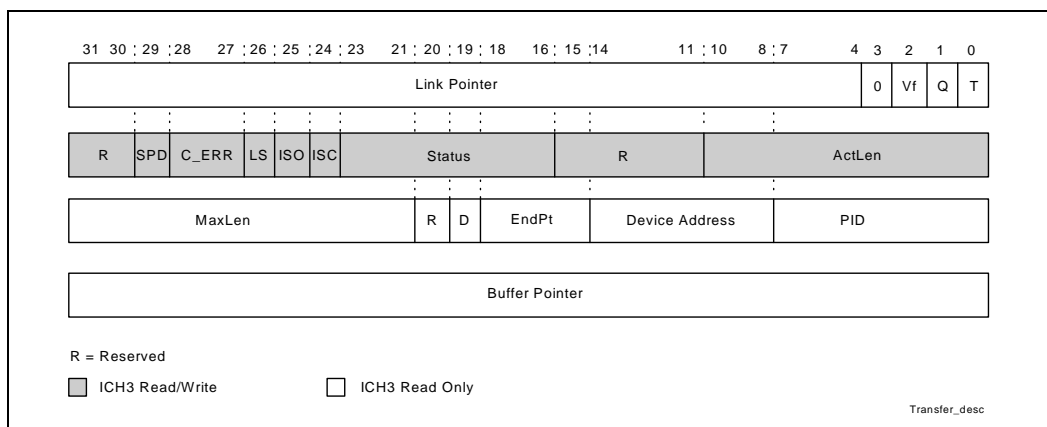 31 30 29 28 27 26 25 24 23 21 20 19 18 16 15 14 11 10 8 7 4 3 2 1 0
Link Pointer 0 Vf Q T
R SPD C_ERR LS ISO ISC Status R ActLen
MaxLen R D EndPt Device Address PID
Buffer Pointer
R = Reserved
ICH3 Read/Write ICH3 Read Only
Transfer_desc